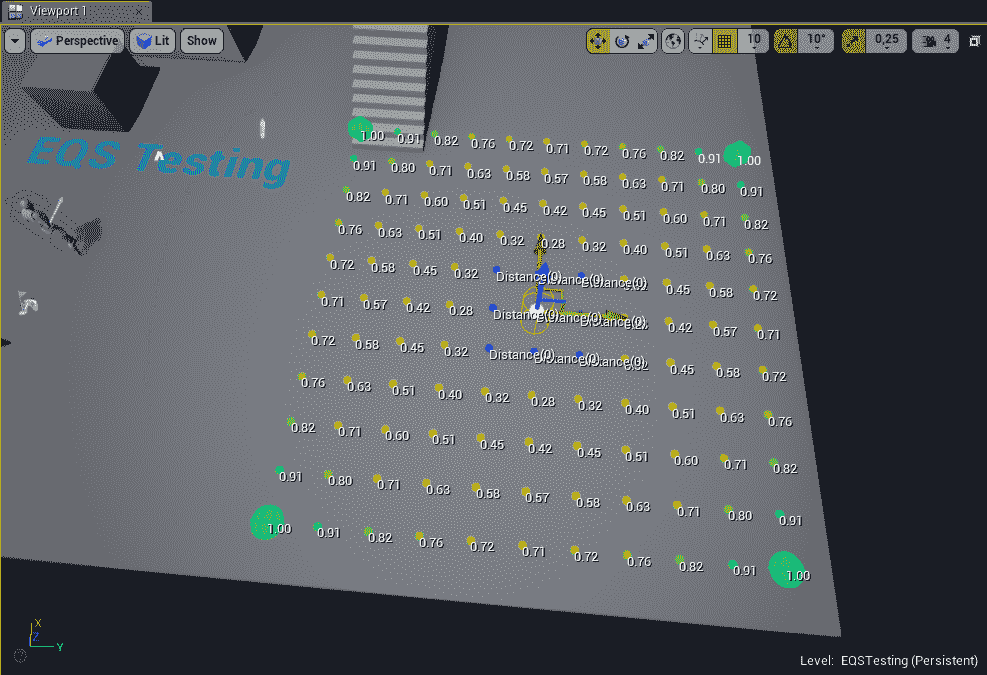 Viewport 1
Perspective Lit Show 10 10° 0,25 4
EQS Testing
1.00 0.91 0.82 0.76 0.72 0.71 0.72 0.76 0.82 0.91 1.00
0.91 0.80 0.71 0.63 0.58 0.57 0.58 0.63 0.71 0.80 0.91
0.82 0.71 0.60 0.51 0.45 0.42 0.45 0.51 0.60 0.71 0.82
0.76 0.63 0.51 0.40 0.32 0.28 0.32 0.40 0.51 0.63 0.76
0.72 0.58 0.45 0.32 Distance(0) Distance(0) Distance(0) 0.45 0.58 0.72
0.71 0.57 0.42 0.28 Distance(0) Distance(0) Distance(0) 0.42 0.57 0.71
0.72 0.58 0.45 0.32 Distance(0) Distance(0) Distance(0) 0.32 0.45 0.58 0.72
0.76 0.63 0.51 0.40 0.32 0.28 0.32 0.40 0.51 0.63 0.76
0.82 0.71 0.60 0.51 0.45 0.42 0.45 0.51 0.60 0.71 0.82
0.91 0.80 0.71 0.63 0.58 0.57 0.58 0.63 0.71 0.80 0.91
1.00 0.91 0.82 0.76 0.72 0.71 0.72 0.76 0.82 0.91 1.00
X
Z
Y
Level: EQSTesting (Persistent)